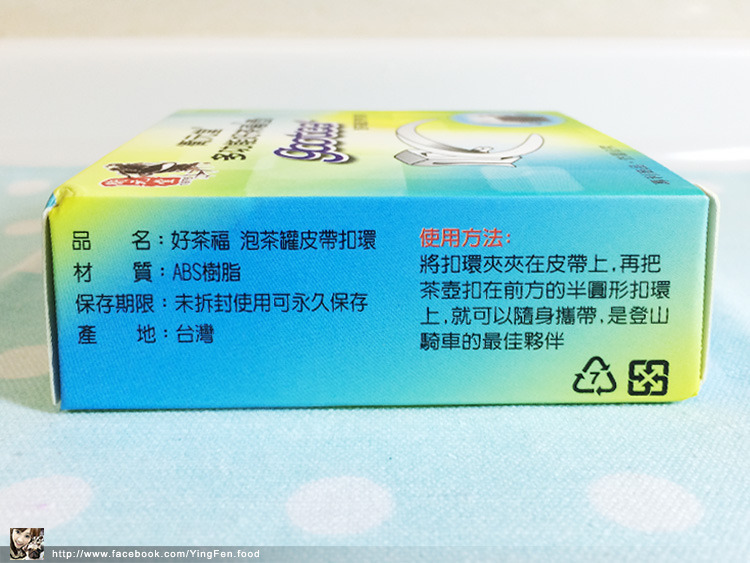 品　　名：好茶福 泡茶罐皮帶扣環
材　　質：ABS樹脂
保存期限：未拆封使用可永久保存
產　　地：台灣
使用方法:
將扣環夾夾在皮帶上,再把
茶壺扣在前方的半圓形扣環
上,就可以隨身攜帶,是登山
騎車的最佳夥伴
7
http://www.facebook.com/YingFen.food